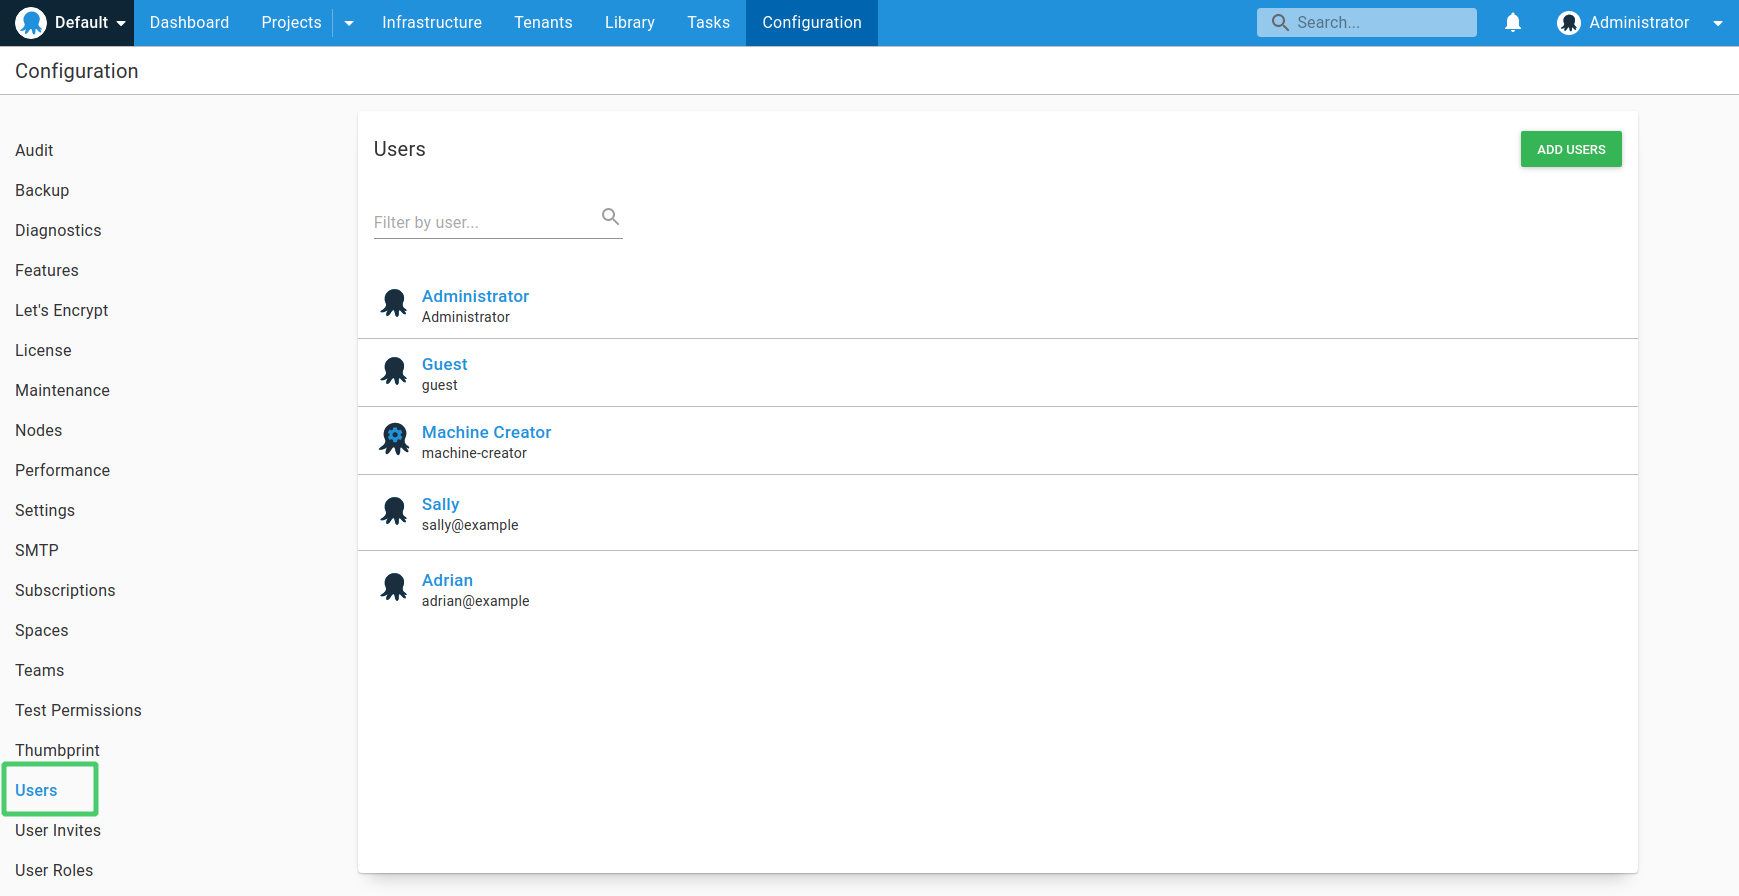 Default Dashboard Projects Infrastructure Tenants Library Tasks Configuration Search... Administrator
Configuration
Audit
Backup
Diagnostics
Features
Let's Encrypt
License
Maintenance
Nodes
Performance
Settings
SMTP
Subscriptions
Spaces
Teams
Test Permissions
Thumbprint
Users
User Invites
User Roles
Users
ADD USERS
Filter by user...
Administrator
Administrator
Guest
guest
Machine Creator
machine-creator
Sally
sally@example
Adrian
adrian@example